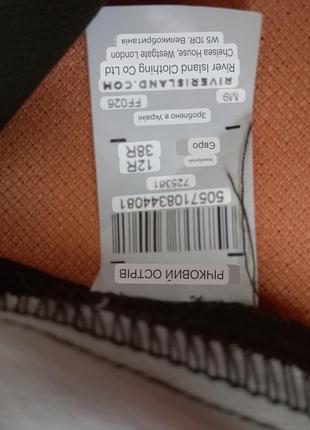 РІЧКОВИЙ ОСТРІВ
5057108344081
725361
12R
38R
Євро
Зроблено в Україні
M9
FF026
RIVERISLAND.COM
River Island Clothing Co Ltd
Chelsea House, Westgate London
W5 1DR. Великобританія